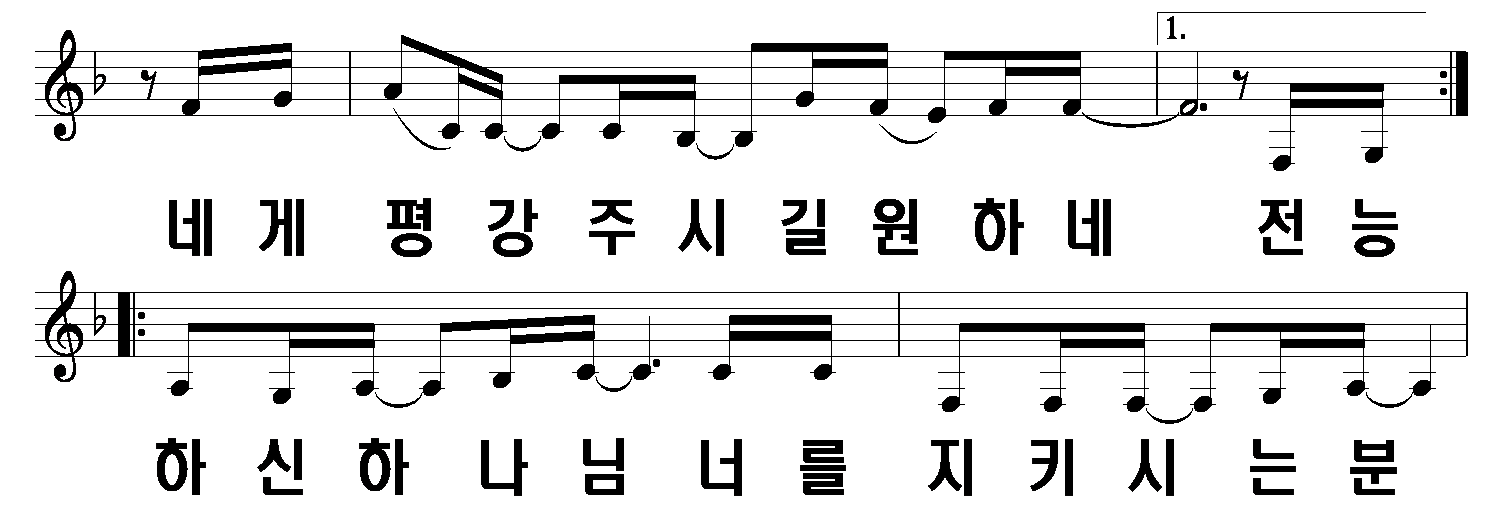 1.
네 게 평 강 주 시 길 원 하 네 전 능
하 신 하 나 님 너 를 지 키 시 는 분